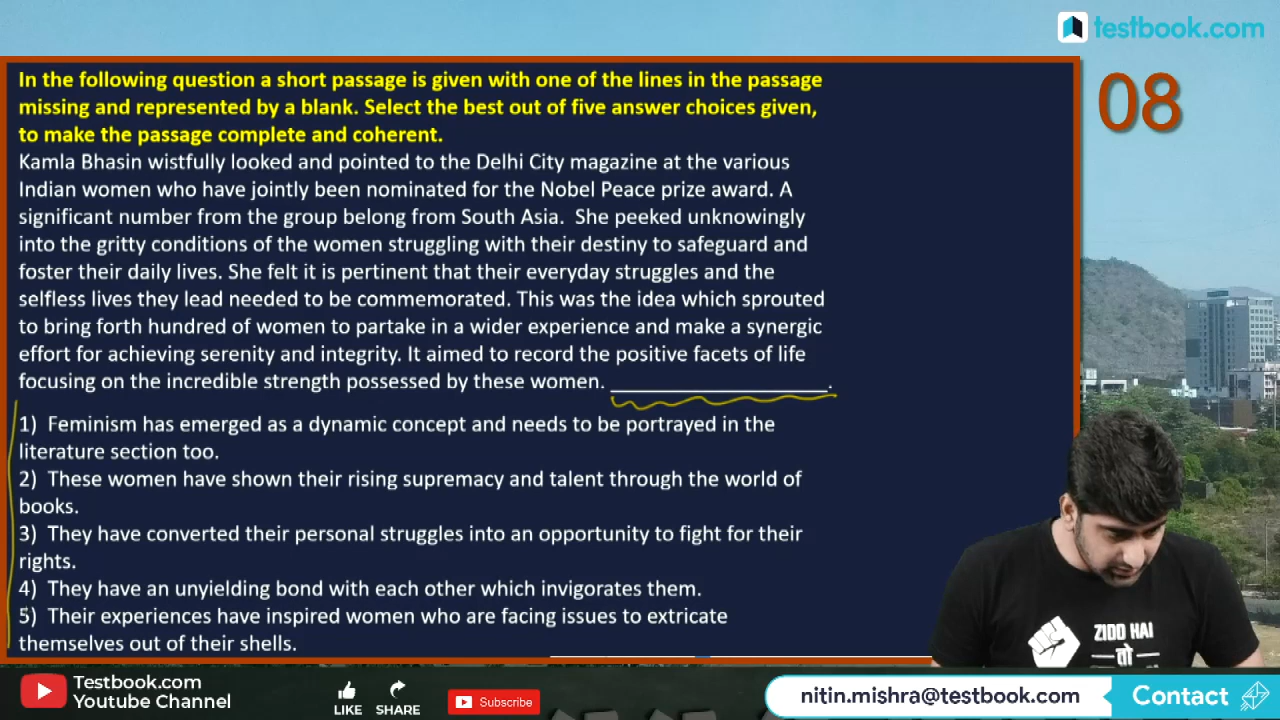 testbook.com
08
In the following question a short passage is given with one of the lines in the passage
missing and represented by a blank. Select the best out of five answer choices given,
to make the passage complete and coherent.
Kamla Bhasin wistfully looked and pointed to the Delhi City magazine at the various
Indian women who have jointly been nominated for the Nobel Peace prize award. A
significant number from the group belong from South Asia.  She peeked unknowingly
into the gritty conditions of the women struggling with their destiny to safeguard and
foster their daily lives. She felt it is pertinent that their everyday struggles and the
selfless lives they lead needed to be commemorated. This was the idea which sprouted
to bring forth hundred of women to partake in a wider experience and make a synergic
effort for achieving serenity and integrity. It aimed to record the positive facets of life
focusing on the incredible strength possessed by these women. ____________________.
1)  Feminism has emerged as a dynamic concept and needs to be portrayed in the
literature section too.
2)  These women have shown their rising supremacy and talent through the world of
books.
3)  They have converted their personal struggles into an opportunity to fight for their
rights.
4)  They have an unyielding bond with each other which invigorates them.
5)  Their experiences have inspired women who are facing issues to extricate
themselves out of their shells.
ZIDD HAI
तो
Testbook.com
YouTube Channel
LIKE
SHARE
Subscribe
nitin.mishra@testbook.com
Contact